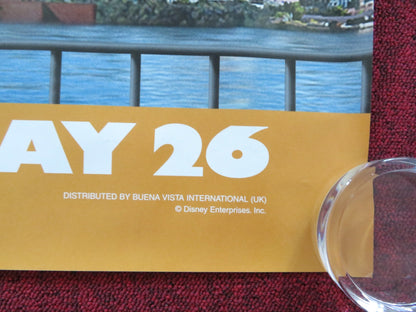 AY 26
DISTRIBUTED BY BUENA VISTA INTERNATIONAL (UK)
© Disney Enterprises. Inc.